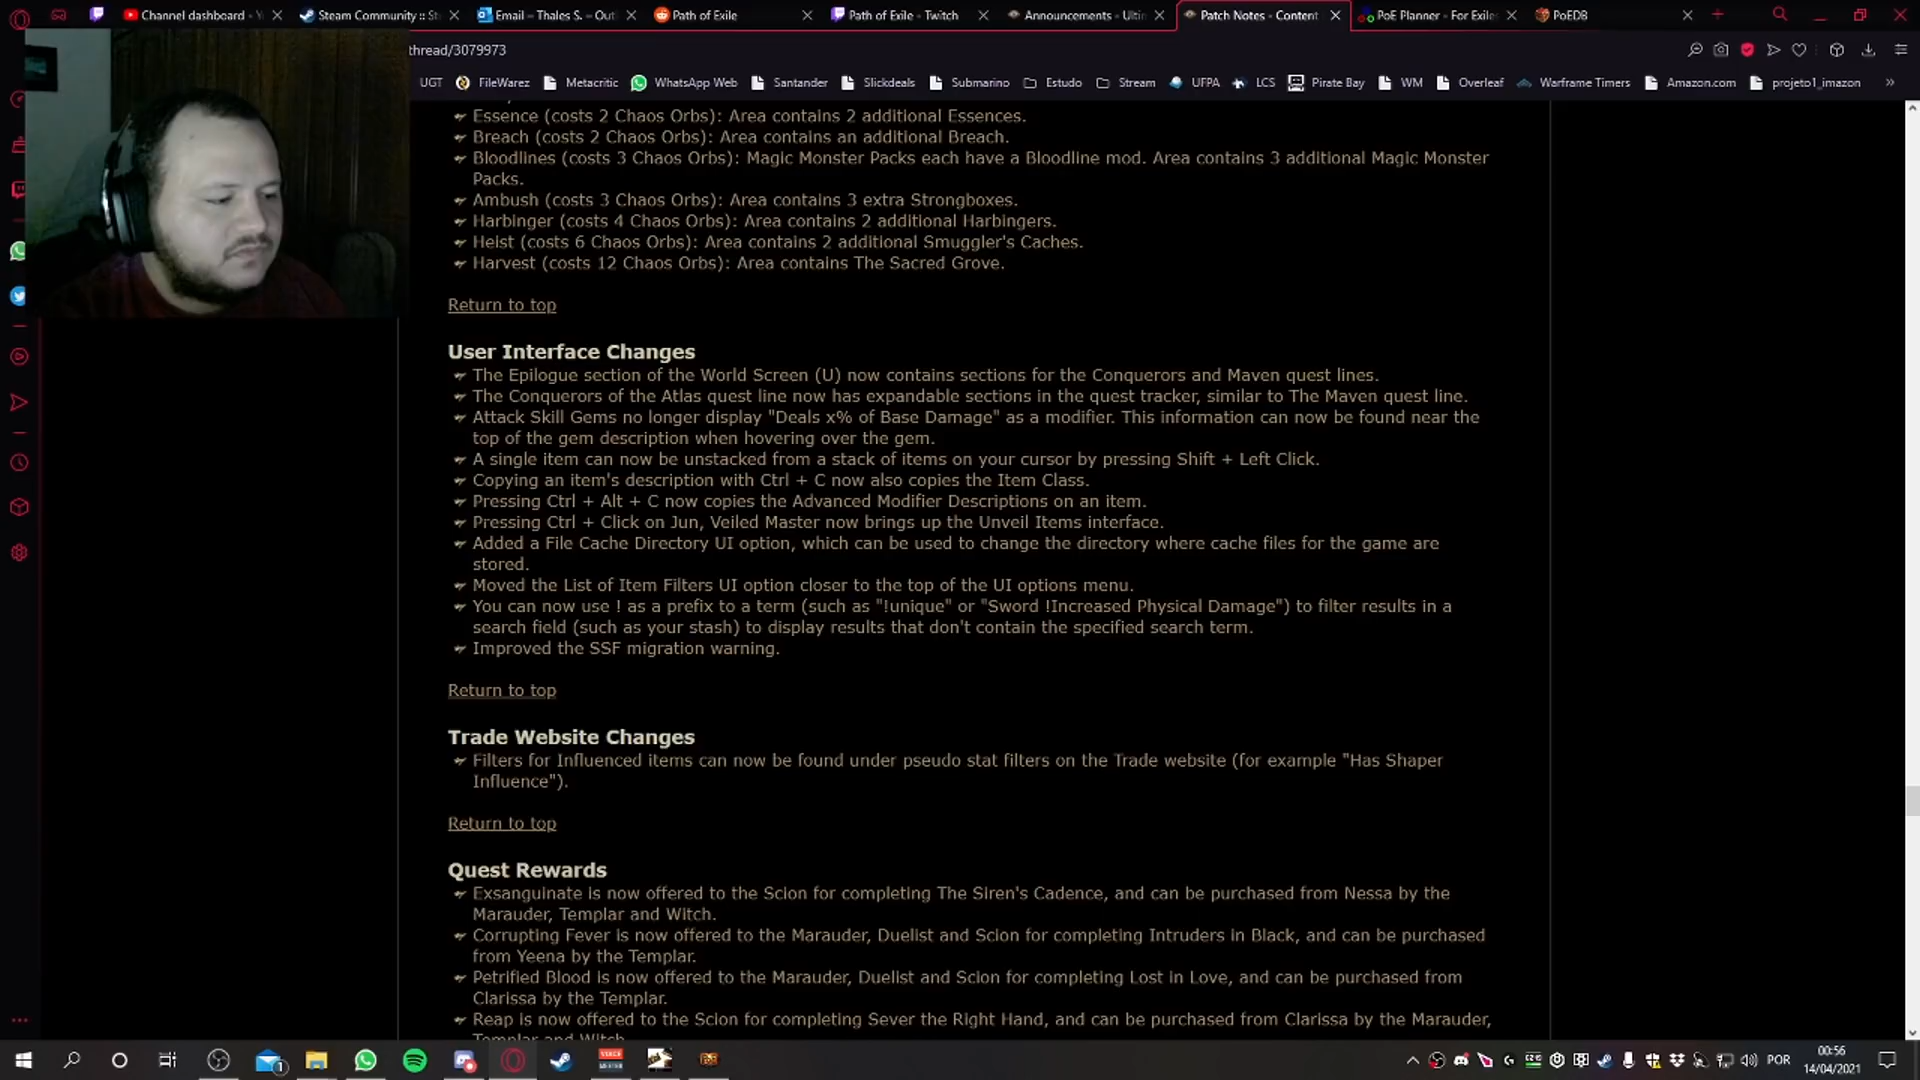 Channel dashboard - Y
Steam Community :: St
Email – Thales S. – Out
Path of Exile
Path of Exile - Twitch
Announcements - Ultin
Patch Notes - Content
PoE Planner - For Exiles
PoEDB
thread/3079973
UGT
FileWarez
Metacritic
WhatsApp Web
Santander
Slickdeals
Submarino
Estudo
Stream
UFPA
LCS
Pirate Bay
WM
Overleaf
Warframe Timers
Amazon.com
projeto1_imazon
Essence (costs 2 Chaos Orbs): Area contains 2 additional Essences.
Breach (costs 2 Chaos Orbs): Area contains an additional Breach.
Bloodlines (costs 3 Chaos Orbs): Magic Monster Packs each have a Bloodline mod. Area contains 3 additional Magic Monster
Packs.
Ambush (costs 3 Chaos Orbs): Area contains 3 extra Strongboxes.
Harbinger (costs 4 Chaos Orbs): Area contains 2 additional Harbingers.
Heist (costs 6 Chaos Orbs): Area contains 2 additional Smuggler's Caches.
Harvest (costs 12 Chaos Orbs): Area contains The Sacred Grove.
Return to top
User Interface Changes
The Epilogue section of the World Screen (U) now contains sections for the Conquerors and Maven quest lines.
The Conquerors of the Atlas quest line now has expandable sections in the quest tracker, similar to The Maven quest line.
Attack Skill Gems no longer display "Deals x% of Base Damage" as a modifier. This information can now be found near the
top of the gem description when hovering over the gem.
A single item can now be unstacked from a stack of items on your cursor by pressing Shift + Left Click.
Copying an item's description with Ctrl + C now also copies the Item Class.
Pressing Ctrl + Alt + C now copies the Advanced Modifier Descriptions on an item.
Pressing Ctrl + Click on Jun, Veiled Master now brings up the Unveil Items interface.
Added a File Cache Directory UI option, which can be used to change the directory where cache files for the game are
stored.
Moved the List of Item Filters UI option closer to the top of the UI options menu.
You can now use ! as a prefix to a term (such as "!unique" or "Sword !Increased Physical Damage") to filter results in a
search field (such as your stash) to display results that don't contain the specified search term.
Improved the SSF migration warning.
Return to top
Trade Website Changes
Filters for Influenced items can now be found under pseudo stat filters on the Trade website (for example "Has Shaper
Influence").
Return to top
Quest Rewards
Exsanguinate is now offered to the Scion for completing The Siren's Cadence, and can be purchased from Nessa by the
Marauder, Templar and Witch.
Corrupting Fever is now offered to the Marauder, Duelist and Scion for completing Intruders in Black, and can be purchased
from Yeena by the Templar.
Petrified Blood is now offered to the Marauder, Duelist and Scion for completing Lost in Love, and can be purchased from
Clarissa by the Templar.
Reap is now offered to the Scion for completing Sever the Right Hand, and can be purchased from Clarissa by the Marauder,
Templar and Witch.
POR
00:56
14/04/2021